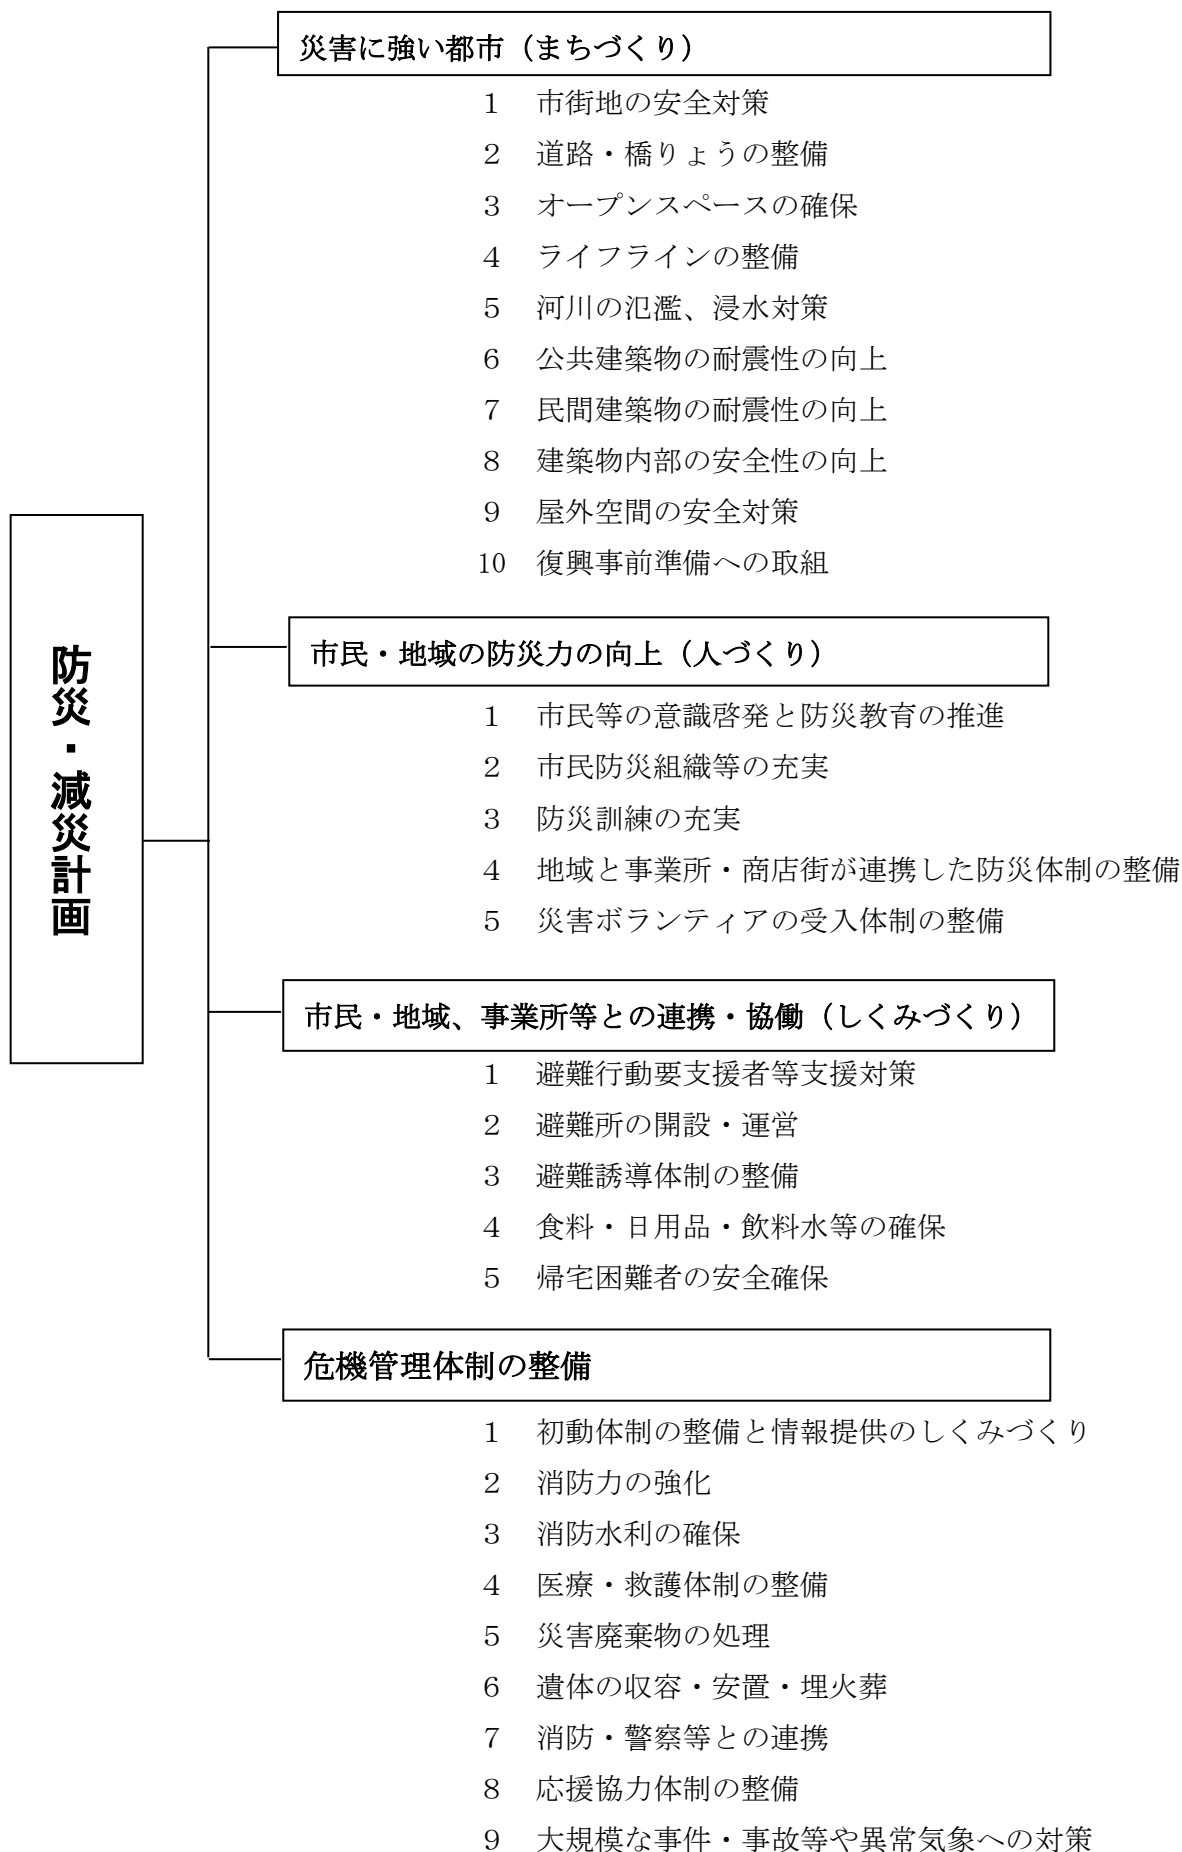 防災・減災計画
災害に強い都市（まちづくり）
１　市街地の安全対策
２　道路・橋りょうの整備
３　オープンスペースの確保
４　ライフラインの整備
５　河川の氾濫、浸水対策
６　公共建築物の耐震性の向上
７　民間建築物の耐震性の向上
８　建築物内部の安全性の向上
９　屋外空間の安全対策
10　復興事前準備への取組
市民・地域の防災力の向上（人づくり）
１　市民等の意識啓発と防災教育の推進
２　市民防災組織等の充実
３　防災訓練の充実
４　地域と事業所・商店街が連携した防災体制の整備
５　災害ボランティアの受入体制の整備
市民・地域、事業所等との連携・協働（しくみづくり）
１　避難行動要支援者等支援対策
２　避難所の開設・運営
３　避難誘導体制の整備
４　食料・日用品・飲料水等の確保
５　帰宅困難者の安全確保
危機管理体制の整備
１　初動体制の整備と情報提供のしくみづくり
２　消防力の強化
３　消防水利の確保
４　医療・救護体制の整備
５　災害廃棄物の処理
６　遺体の収容・安置・埋火葬
７　消防・警察等との連携
８　応援協力体制の整備
９　大規模な事件・事故等や異常気象への対策